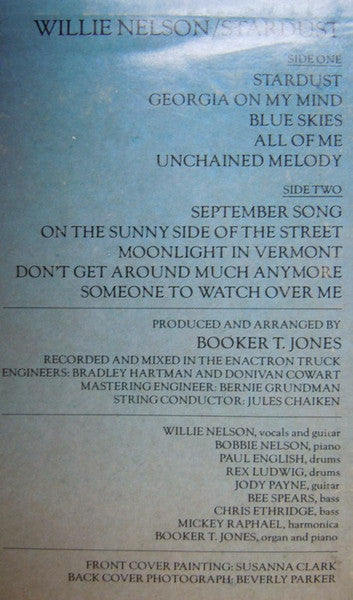 WILLIE NELSON/STARDUST
SIDE ONE
STARDUST
GEORGIA ON MY MIND
BLUE SKIES
ALL OF ME
UNCHAINED MELODY
SIDE TWO
SEPTEMBER SONG
ON THE SUNNY SIDE OF THE STREET
MOONLIGHT IN VERMONT
DON'T GET AROUND MUCH ANYMORE
SOMEONE TO WATCH OVER ME
PRODUCED AND ARRANGED BY
BOOKER T. JONES
RECORDED AND MIXED IN THE ENACTRON TRUCK
ENGINEERS: BRADLEY HARTMAN AND DONIVAN COWART
MASTERING ENGINEER: BERNIE GRUNDMAN
STRING CONDUCTOR: JULES CHAIKEN
WILLIE NELSON, vocals and guitar
BOBBIE NELSON, piano
PAUL ENGLISH, drums
REX LUDWIG, drums
JODY PAYNE, guitar
BEE SPEARS, bass
CHRIS ETHRIDGE, bass
MICKEY RAPHAEL, harmonica
BOOKER T. JONES, organ and piano
FRONT COVER PAINTING: SUSANNA CLARK
BACK COVER PHOTOGRAPH: BEVERLY PARKER